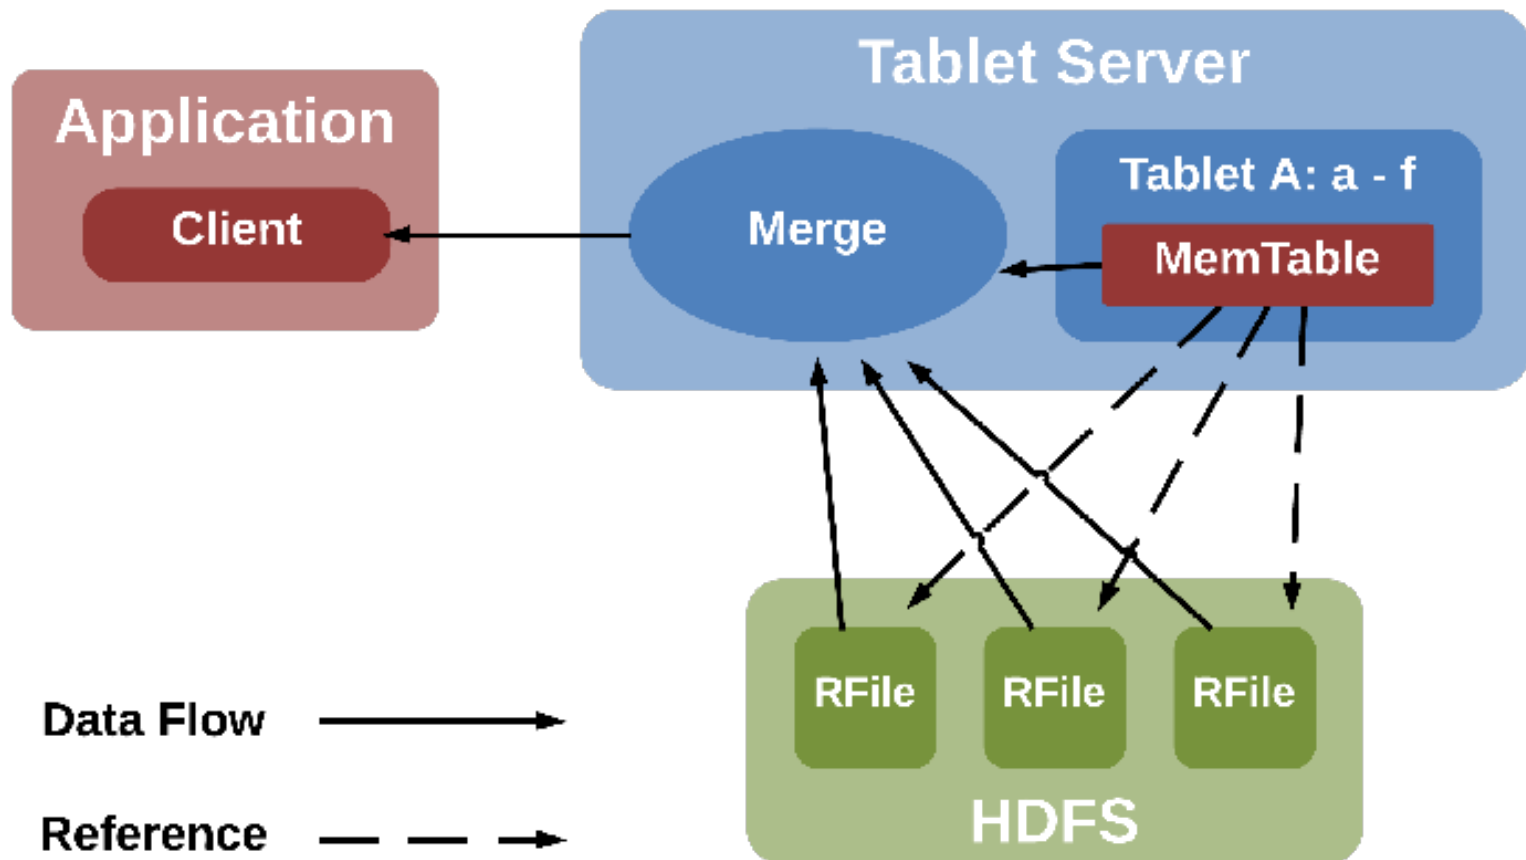 Tablet Server
Application
Tablet A: a - f
Client
Merge
MemTable
RFile
RFile
RFile
Data Flow
HDFS
Reference